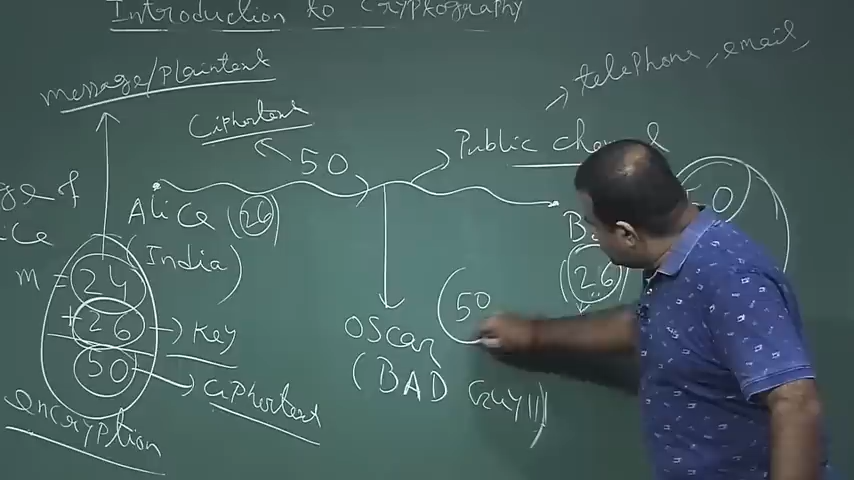 Introduction to Cryptography
message/Plaintext
Ciphertext
50
Public channel
telephone, email,
Alice (26)
(India)
26
m = 24
+ 26 → Key
50 → Ciphertext
encryption
Oscar
(BAD Guy!!)
50